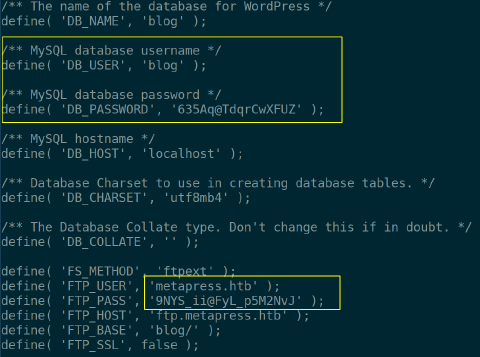 /** The name of the database for WordPress */
define( 'DB_NAME', 'blog' );
/** MySQL database username */
define( 'DB_USER', 'blog' );
/** MySQL database password */
define( 'DB_PASSWORD', '635Aq@TdqrCwXFUZ' );
/** MySQL hostname */
define( 'DB_HOST', 'localhost' );
/** Database Charset to use in creating database tables. */
define( 'DB_CHARSET', 'utf8mb4' );
/** The Database Collate type. Don't change this if in doubt. */
define( 'DB_COLLATE', '' );
define( 'FS_METHOD', 'ftpext' );
define( 'FTP_USER', 'metapress.htb' );
define( 'FTP_PASS', '9NYS_ii@FyL_p5M2NvJ' );
define( 'FTP_HOST', 'ftp.metapress.htb' );
define( 'FTP_BASE', 'blog/' );
define( 'FTP_SSL', false );